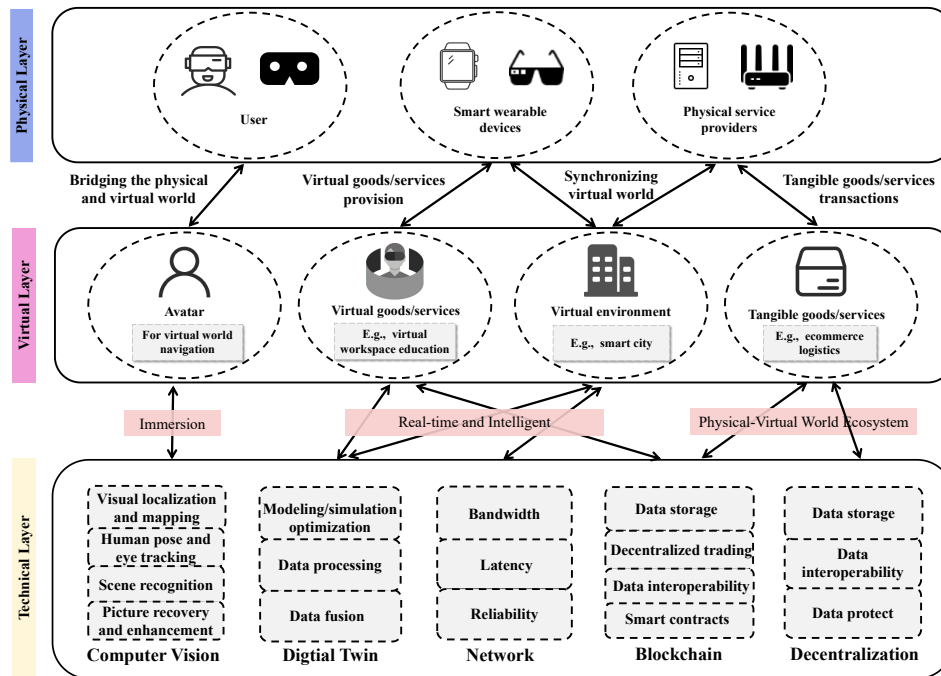 Physical Layer
User
Smart wearable
devices
Physical service
providers
Bridging the physical
and virtual world
Virtual goods/services
provision
Synchronizing
virtual world
Tangible goods/services
transactions
Virtual Layer
Avatar
For virtual world
navigation
Virtual goods/services
E.g., virtual
workspace education
Virtual environment
E.g., smart city
Tangible goods/services
E.g., ecommerce
logistics
Immersion
Real-time and Intelligent
Physical-Virtual World Ecosystem
Technical Layer
Visual localization
and mapping
Human pose and
eye tracking
Scene recognition
Picture recovery
and enhancement
Computer Vision
Modeling/simulation
optimization
Data processing
Data fusion
Digtial Twin
Bandwidth
Latency
Reliability
Network
Data storage
Decentralized trading
Data interoperability
Smart contracts
Blockchain
Data storage
Data
interoperability
Data protect
Decentralization